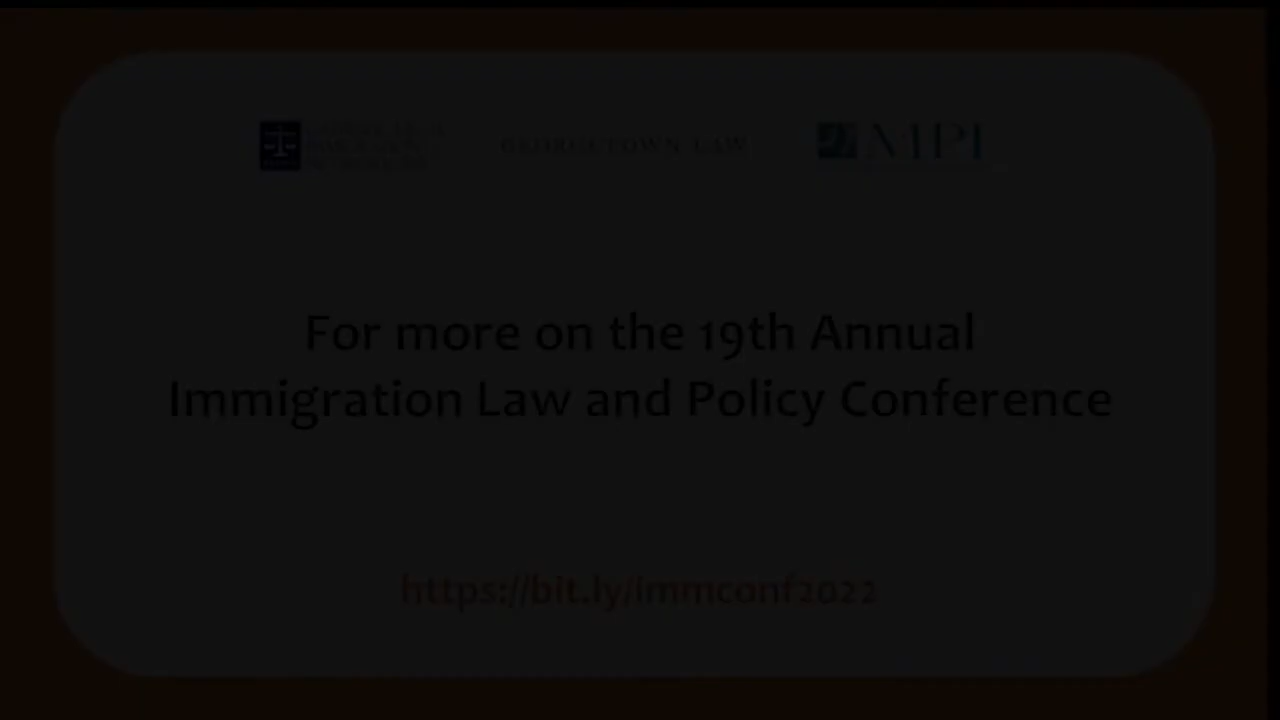 GEORGETOWN LAW
MPI
For more on the 19th Annual
Immigration Law and Policy Conference
https://bit.ly/immconf2022